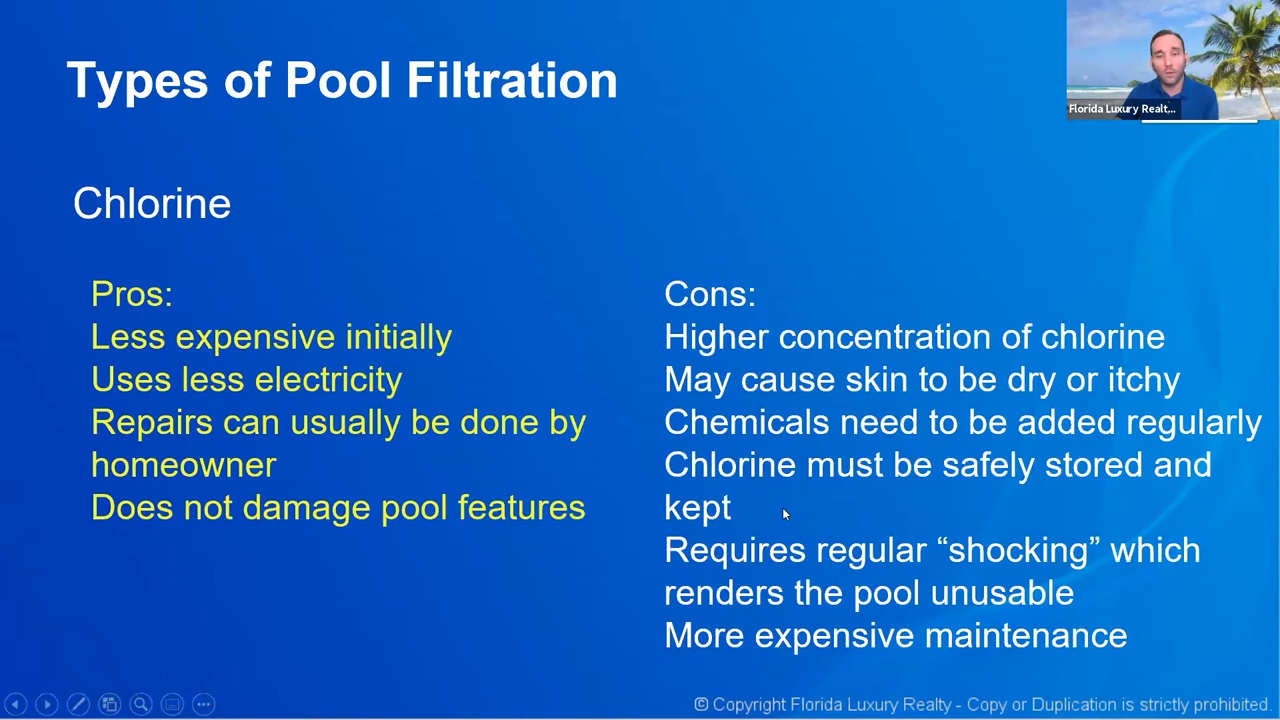 Types of Pool Filtration
Florida Luxury Realt...
Chlorine
Pros:
Less expensive initially
Uses less electricity
Repairs can usually be done by
homeowner
Does not damage pool features
Cons:
Higher concentration of chlorine
May cause skin to be dry or itchy
Chemicals need to be added regularly
Chlorine must be safely stored and
kept
Requires regular “shocking” which
renders the pool unusable
More expensive maintenance
© Copyright Florida Luxury Realty - Copy or Duplication is strictly prohibited.